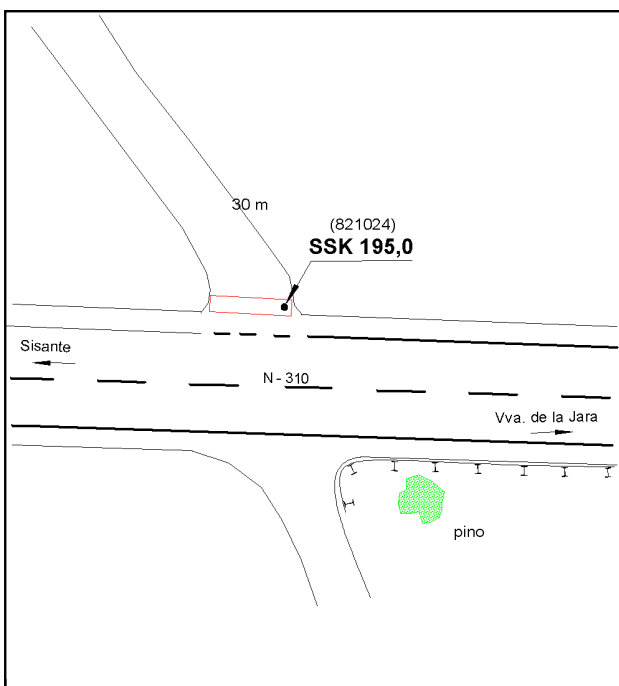 30 m
(821024)
SSK 195,0
Sisante
N - 310
Vva. de la Jara
pino